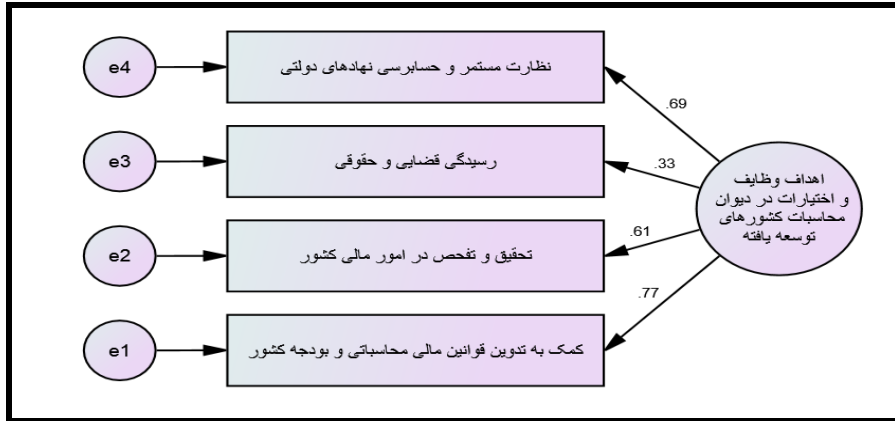 e4
نظارت مستمر و حسابرسی نهادهای دولتی
.69
e3
رسیدگی قضایی و حقوقی
.33
اهداف وظایف
و اختیارات در دیوان
محاسبات کشورهای
توسعه یافته
e2
تحقیق و تفحص در امور مالی کشور
.61
.77
e1
کمک به تدوین قوانین مالی محاسباتی و بودجه کشور